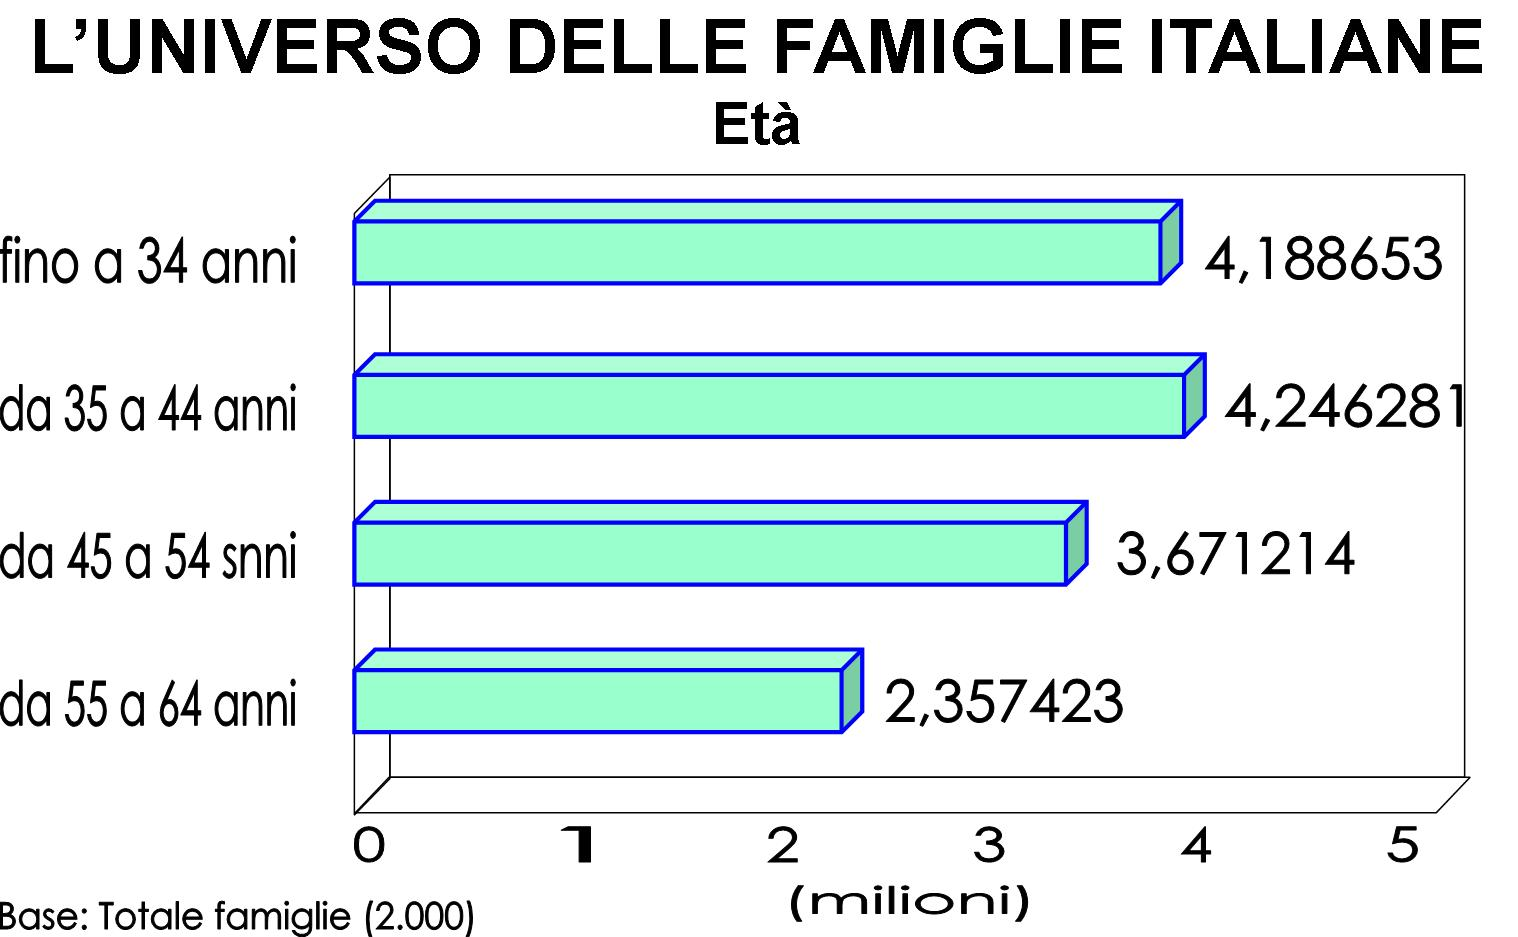 L’UNIVERSO DELLE FAMIGLIE ITALIANE
Età
fino a 34 anni 4,188653
da 35 a 44 anni 4,246281
da 45 a 54 snni 3,671214
da 55 a 64 anni 2,357423
0 1 2 3 4 5
(milioni)
Base: Totale famiglie (2.000)